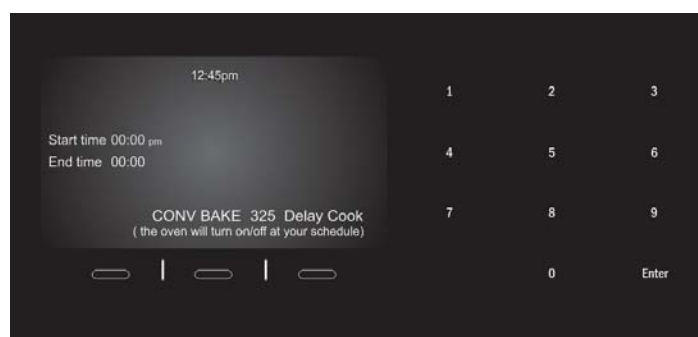 12:45pm
Start time 00:00 pm
End time 00:00
CONV BAKE 325 Delay Cook
( the oven will turn on/off at your schedule)
1 2 3
4 5 6
7 8 9
0 Enter